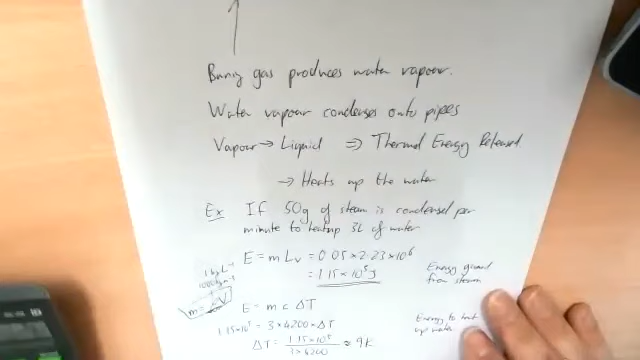 Burning gas produces water vapour.
Water vapour condenses onto pipes
Vapour → Liquid ⇒ Thermal Energy Released.
→ Heats up the water
Ex If 50g of steam is condensed per
minute to heat up 3L of water
E = m Lv = 0.05 × 2.23 × 10⁶
= 1.15 × 10⁵ J
Energy gained
from steam
1 kg L⁻¹
E = m c ΔT
1.15 × 10⁵ = 3 × 4200 × ΔT
Energy to heat
up water
ΔT = 1.15 × 10⁵ / 3 × 4200 ≈ 9K